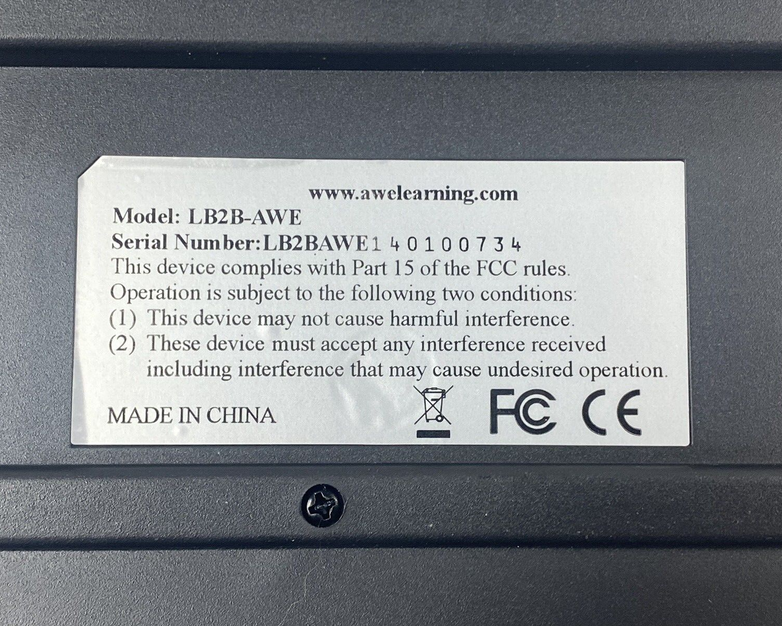 www.awelearning.com
Model: LB2B-AWE
Serial Number:LB2BAWE140100734
This device complies with Part 15 of the FCC rules.
Operation is subject to the following two conditions:
(1) This device may not cause harmful interference.
(2) These device must accept any interference received
including interference that may cause undesired operation.
MADE IN CHINA
FC CE